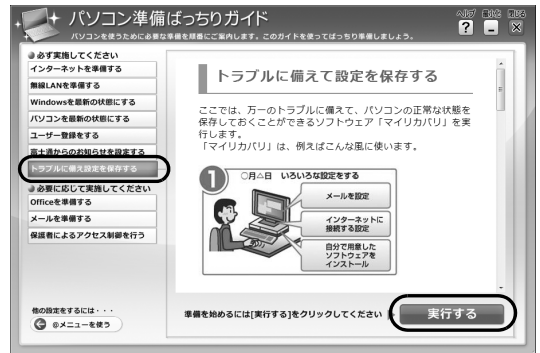 パソコン準備ばっちりガイド
パソコンを使うために必要な準備を順番にご案内します。このガイドを使ってばっちり準備しましょう。
ヘルプ 最小化 閉じる
?
必ず実施してください
インターネットを準備する
無線LANを準備する
Windowsを最新の状態にする
パソコンを最新の状態にする
ユーザー登録をする
富士通からのお知らせを設定する
トラブルに備え設定を保存する
必要に応じて実施してください
Officeを準備する
メールを準備する
保護者によるアクセス制御を行う
他の設定をするには・・・
@メニューを使う
トラブルに備えて設定を保存する
ここでは、万一のトラブルに備えて、パソコンの正常な状態を
保存しておくことができるソフトウェア「マイリカバリ」を実
行します。
「マイリカバリ」は、例えばこんな風に使います。
1 ○月△日 いろいろな設定をする
メールを設定
インターネットに
接続する設定
自分で用意した
ソフトウェアを
インストール
準備を始めるには[実行する]をクリックしてください
実行する